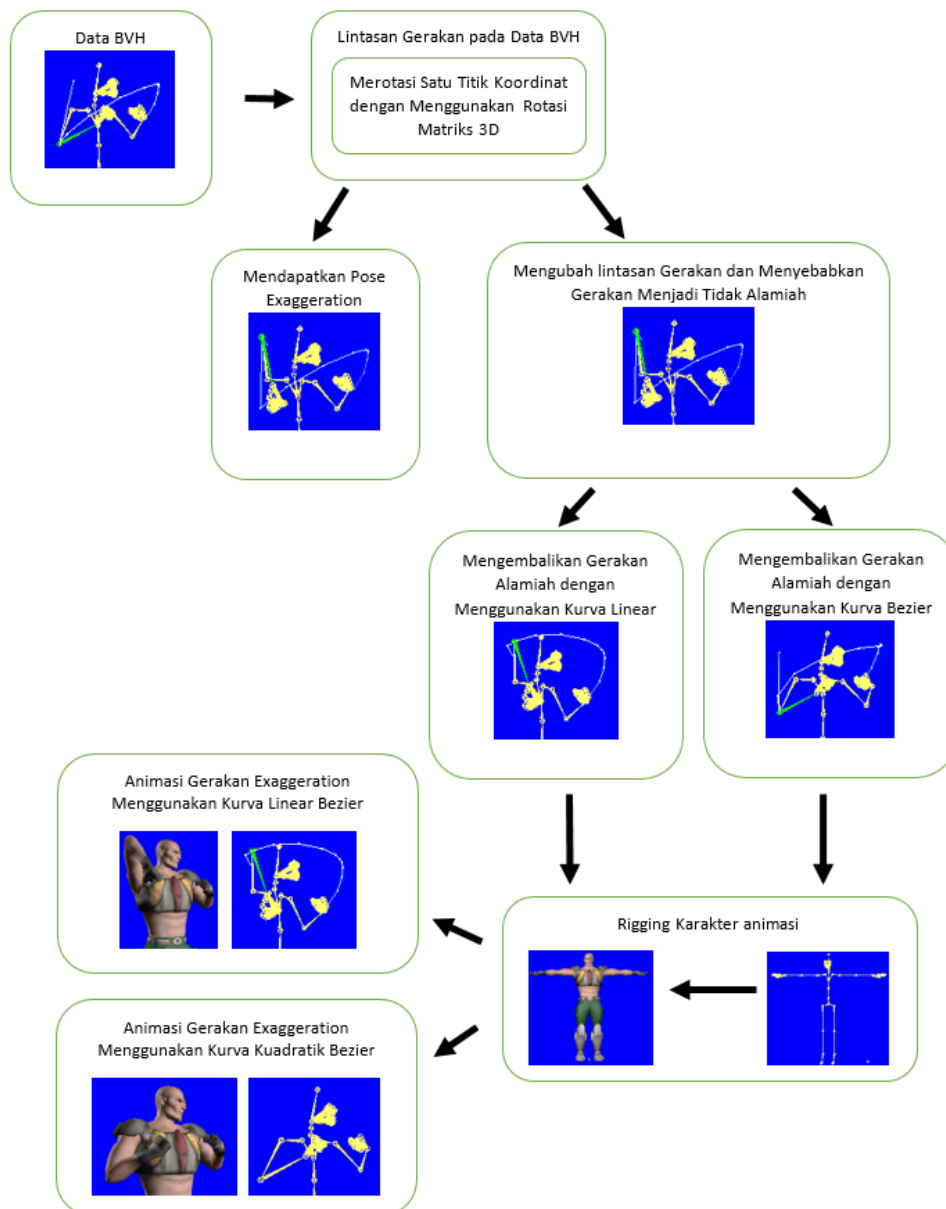 Data BVH
Lintasan Gerakan pada Data BVH
Merotasi Satu Titik Koordinat
dengan Menggunakan Rotasi
Matriks 3D
Mendapatkan Pose
Exaggeration
Mengubah lintasan Gerakan dan Menyebabkan
Gerakan Menjadi Tidak Alamiah
Mengembalikan Gerakan
Alamiah dengan
Menggunakan Kurva Linear
Mengembalikan Gerakan
Alamiah dengan
Menggunakan Kurva Bezier
Animasi Gerakan Exaggeration
Menggunakan Kurva Linear Bezier
Rigging Karakter animasi
Animasi Gerakan Exaggeration
Menggunakan Kurva Kuadratik Bezier